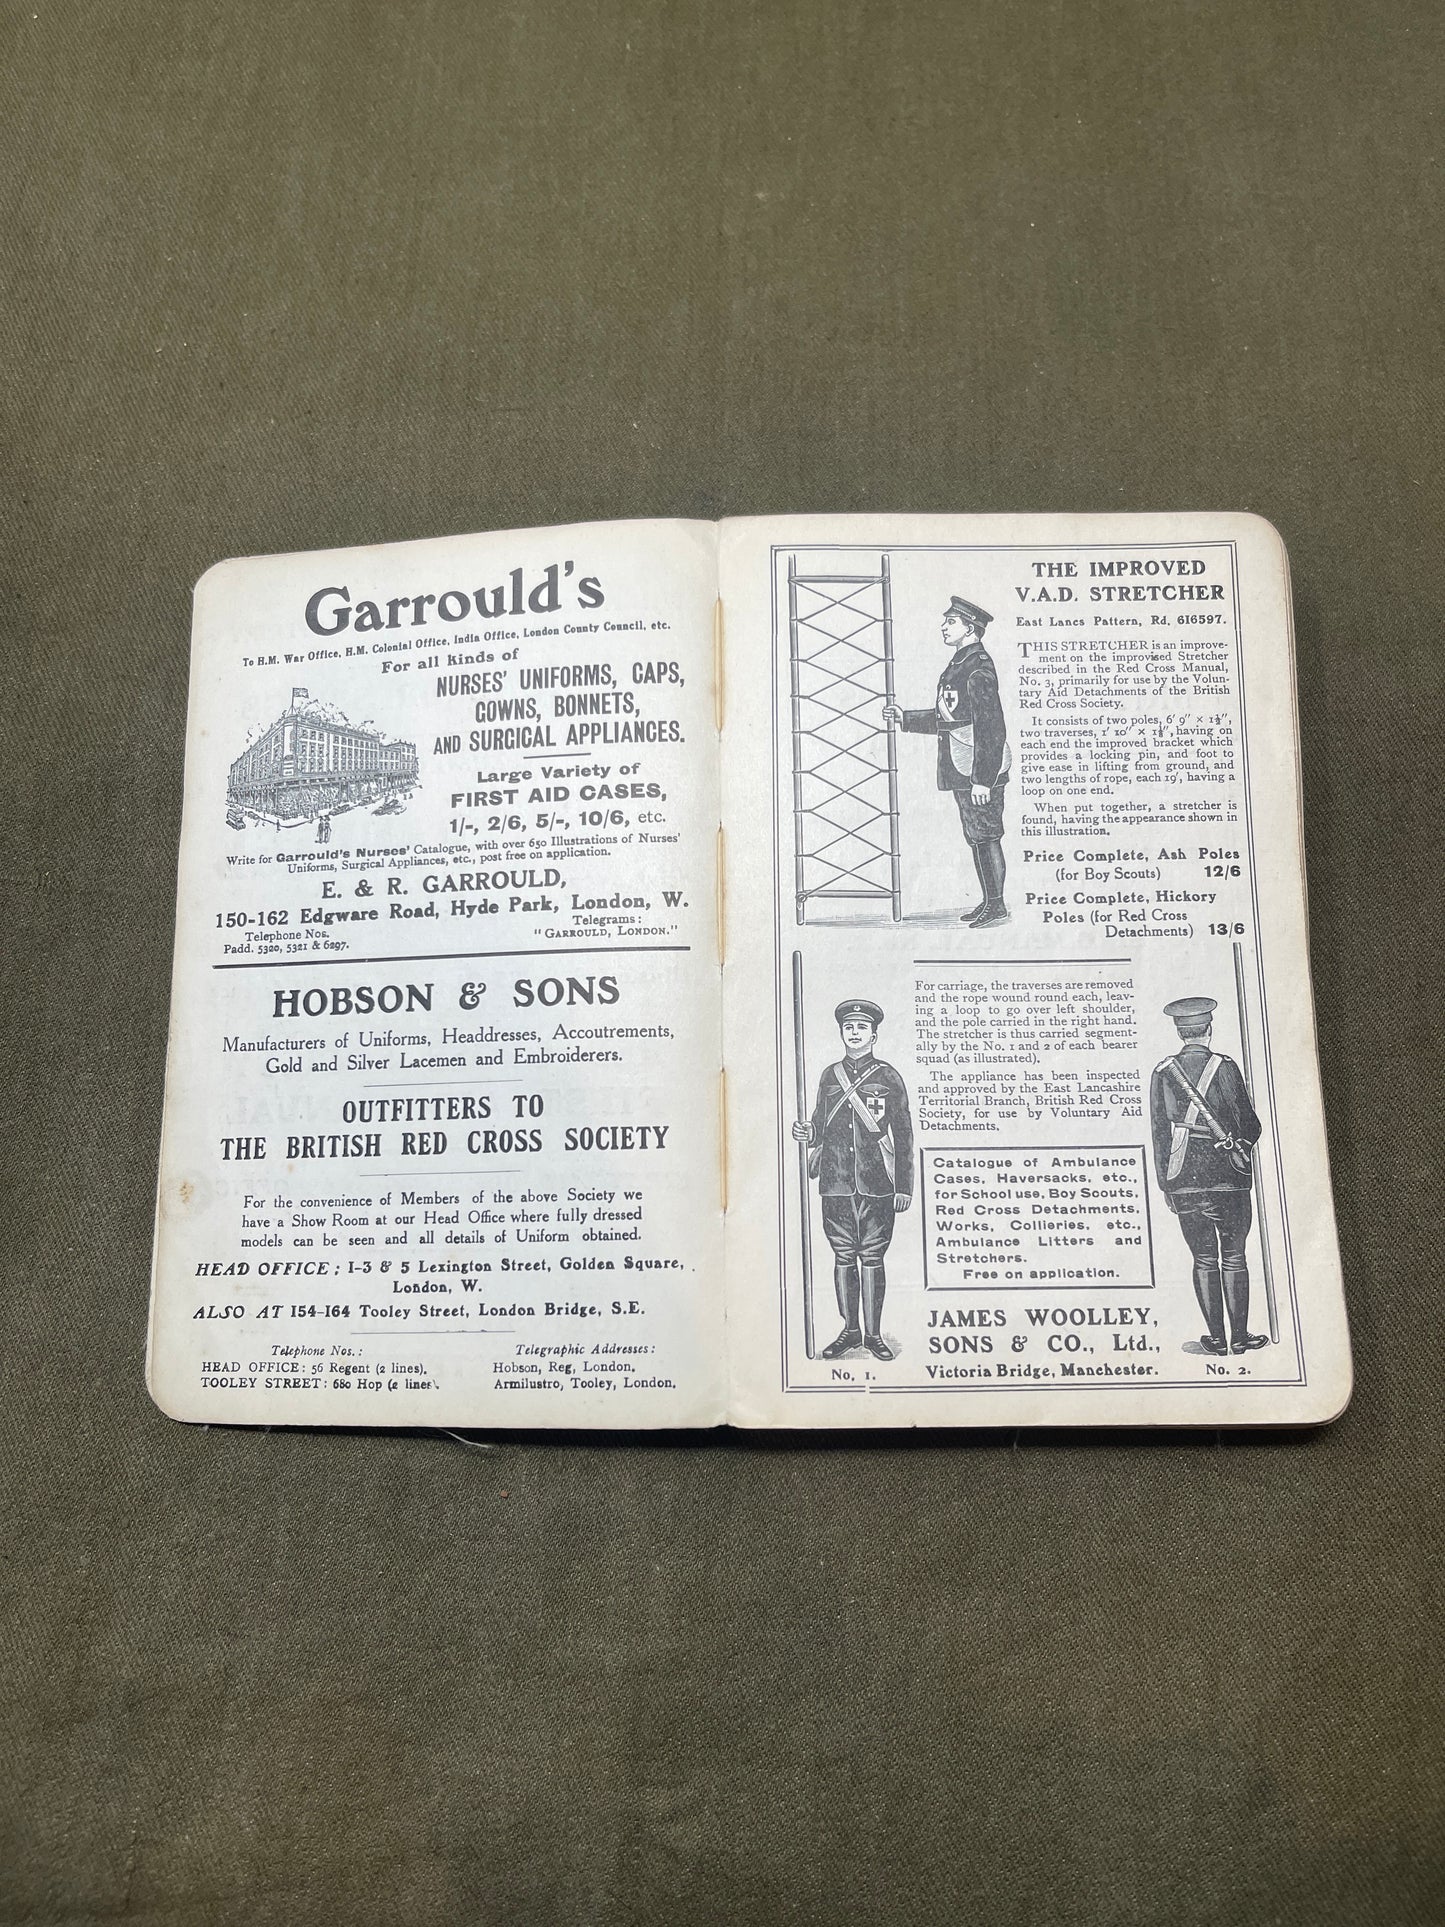 Garrould's
To H.M. War Office, H.M. Colonial Office, India Office, London County Council, etc.
For all kinds of
NURSES' UNIFORMS, CAPS,
GOWNS, BONNETS,
AND SURGICAL APPLIANCES.
Large Variety of
FIRST AID CASES,
1/-, 2/6, 5/-, 10/6, etc.
Write for Garrould's Nurses' Catalogue, with over 650 Illustrations of Nurses'
Uniforms, Surgical Appliances, etc., post free on application.
E. & R. GARROULD,
150-162 Edgware Road, Hyde Park, London, W.
Telephone Nos.
Padd. 5320, 5321 & 6297.
Telegrams:
"GARROULD, LONDON."
HOBSON & SONS
Manufacturers of Uniforms, Headdresses, Accoutrements,
Gold and Silver Lacemen and Embroiderers.
OUTFITTERS TO
THE BRITISH RED CROSS SOCIETY
For the convenience of Members of the above Society we
have a Show Room at our Head Office where fully dressed
models can be seen and all details of Uniform obtained.
HEAD OFFICE: 1-3 & 5 Lexington Street, Golden Square,
London, W.
ALSO AT 154-164 Tooley Street, London Bridge, S.E.
Telephone Nos.:
HEAD OFFICE: 56 Regent (2 lines).
TOOLEY STREET: 680 Hop (2 lines).
Telegraphic Addresses:
Hobson, Reg, London.
Armilustro, Tooley, London.
THE IMPROVED
V.A.D. STRETCHER
East Lancs Pattern, Rd. 616597.
THIS STRETCHER is an improve-
ment on the improvised Stretcher
described in the Red Cross Manual,
No. 3, primarily for use by the Volun-
tary Aid Detachments of the British
Red Cross Society.
It consists of two poles, 6' 9" × 1½",
two traverses, 1' 10" × 1⅛", having on
each end the improved bracket which
provides a locking pin, and foot to
give ease in lifting from ground, and
two lengths of rope, each 19', having a
loop on one end.
When put together, a stretcher is
found, having the appearance shown in
this illustration.
Price Complete, Ash Poles
(for Boy Scouts) 12/6
Price Complete, Hickory
Poles (for Red Cross
Detachments) 13/6
For carriage, the traverses are removed
and the rope wound round each, leav-
ing a loop to go over left shoulder,
and the pole carried in the right hand.
The stretcher is thus carried segment-
ally by the No. 1 and 2 of each bearer
squad (as illustrated).
The appliance has been inspected
and approved by the East Lancashire
Territorial Branch, British Red Cross
Society, for use by Voluntary Aid
Detachments.
Catalogue of Ambulance
Cases, Haversacks, etc.,
for School use, Boy Scouts,
Red Cross Detachments,
Works, Collieries, etc.,
Ambulance Litters and
Stretchers.
Free on application.
JAMES WOOLLEY,
SONS & CO., Ltd.,
Victoria Bridge, Manchester.
No. 1.
No. 2.